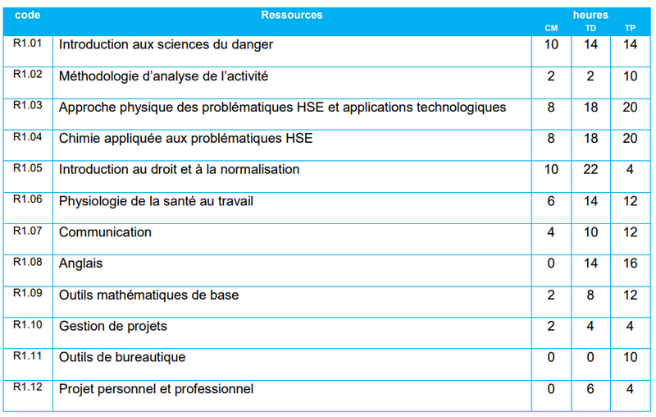 code Ressources heures
CM TD TP
R1.01 Introduction aux sciences du danger 10 14 14
R1.02 Méthodologie d'analyse de l'activité 2 2 10
R1.03 Approche physique des problématiques HSE et applications technologiques 8 18 20
R1.04 Chimie appliquée aux problématiques HSE 8 18 20
R1.05 Introduction au droit et à la normalisation 10 22 4
R1.06 Physiologie de la santé au travail 6 14 12
R1.07 Communication 4 10 12
R1.08 Anglais 0 14 16
R1.09 Outils mathématiques de base 2 8 12
R1.10 Gestion de projets 2 4 4
R1.11 Outils de bureautique 0 0 10
R1.12 Projet personnel et professionnel 0 6 4